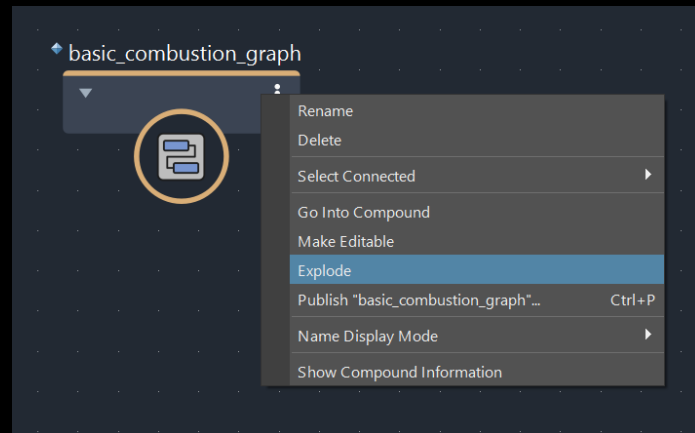 basic_combustion_graph
Rename
Delete
Select Connected
Go Into Compound
Make Editable
Explode
Publish "basic_combustion_graph"... Ctrl+P
Name Display Mode
Show Compound Information